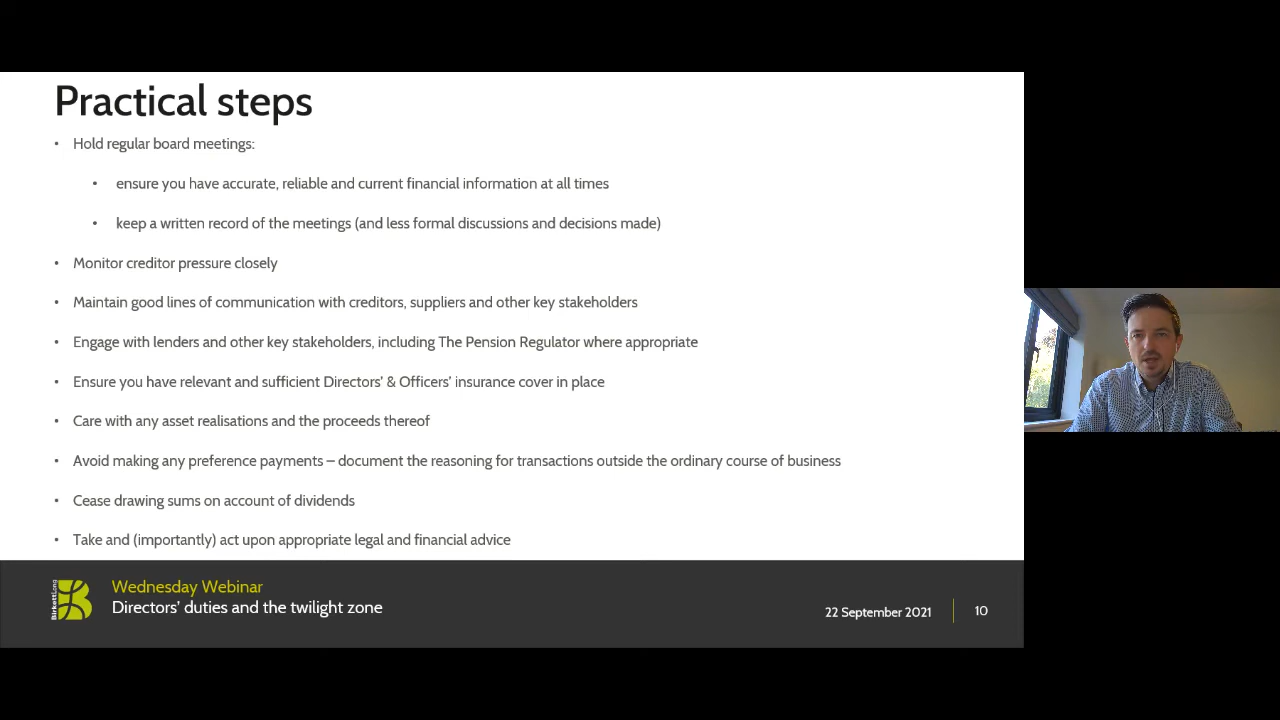 Practical steps
• Hold regular board meetings:
• ensure you have accurate, reliable and current financial information at all times
• keep a written record of the meetings (and less formal discussions and decisions made)
• Monitor creditor pressure closely
• Maintain good lines of communication with creditors, suppliers and other key stakeholders
• Engage with lenders and other key stakeholders, including The Pension Regulator where appropriate
• Ensure you have relevant and sufficient Directors' & Officers' insurance cover in place
• Care with any asset realisations and the proceeds thereof
• Avoid making any preference payments – document the reasoning for transactions outside the ordinary course of business
• Cease drawing sums on account of dividends
• Take and (importantly) act upon appropriate legal and financial advice
BirkettLong
Wednesday Webinar
Directors' duties and the twilight zone
22 September 2021
10